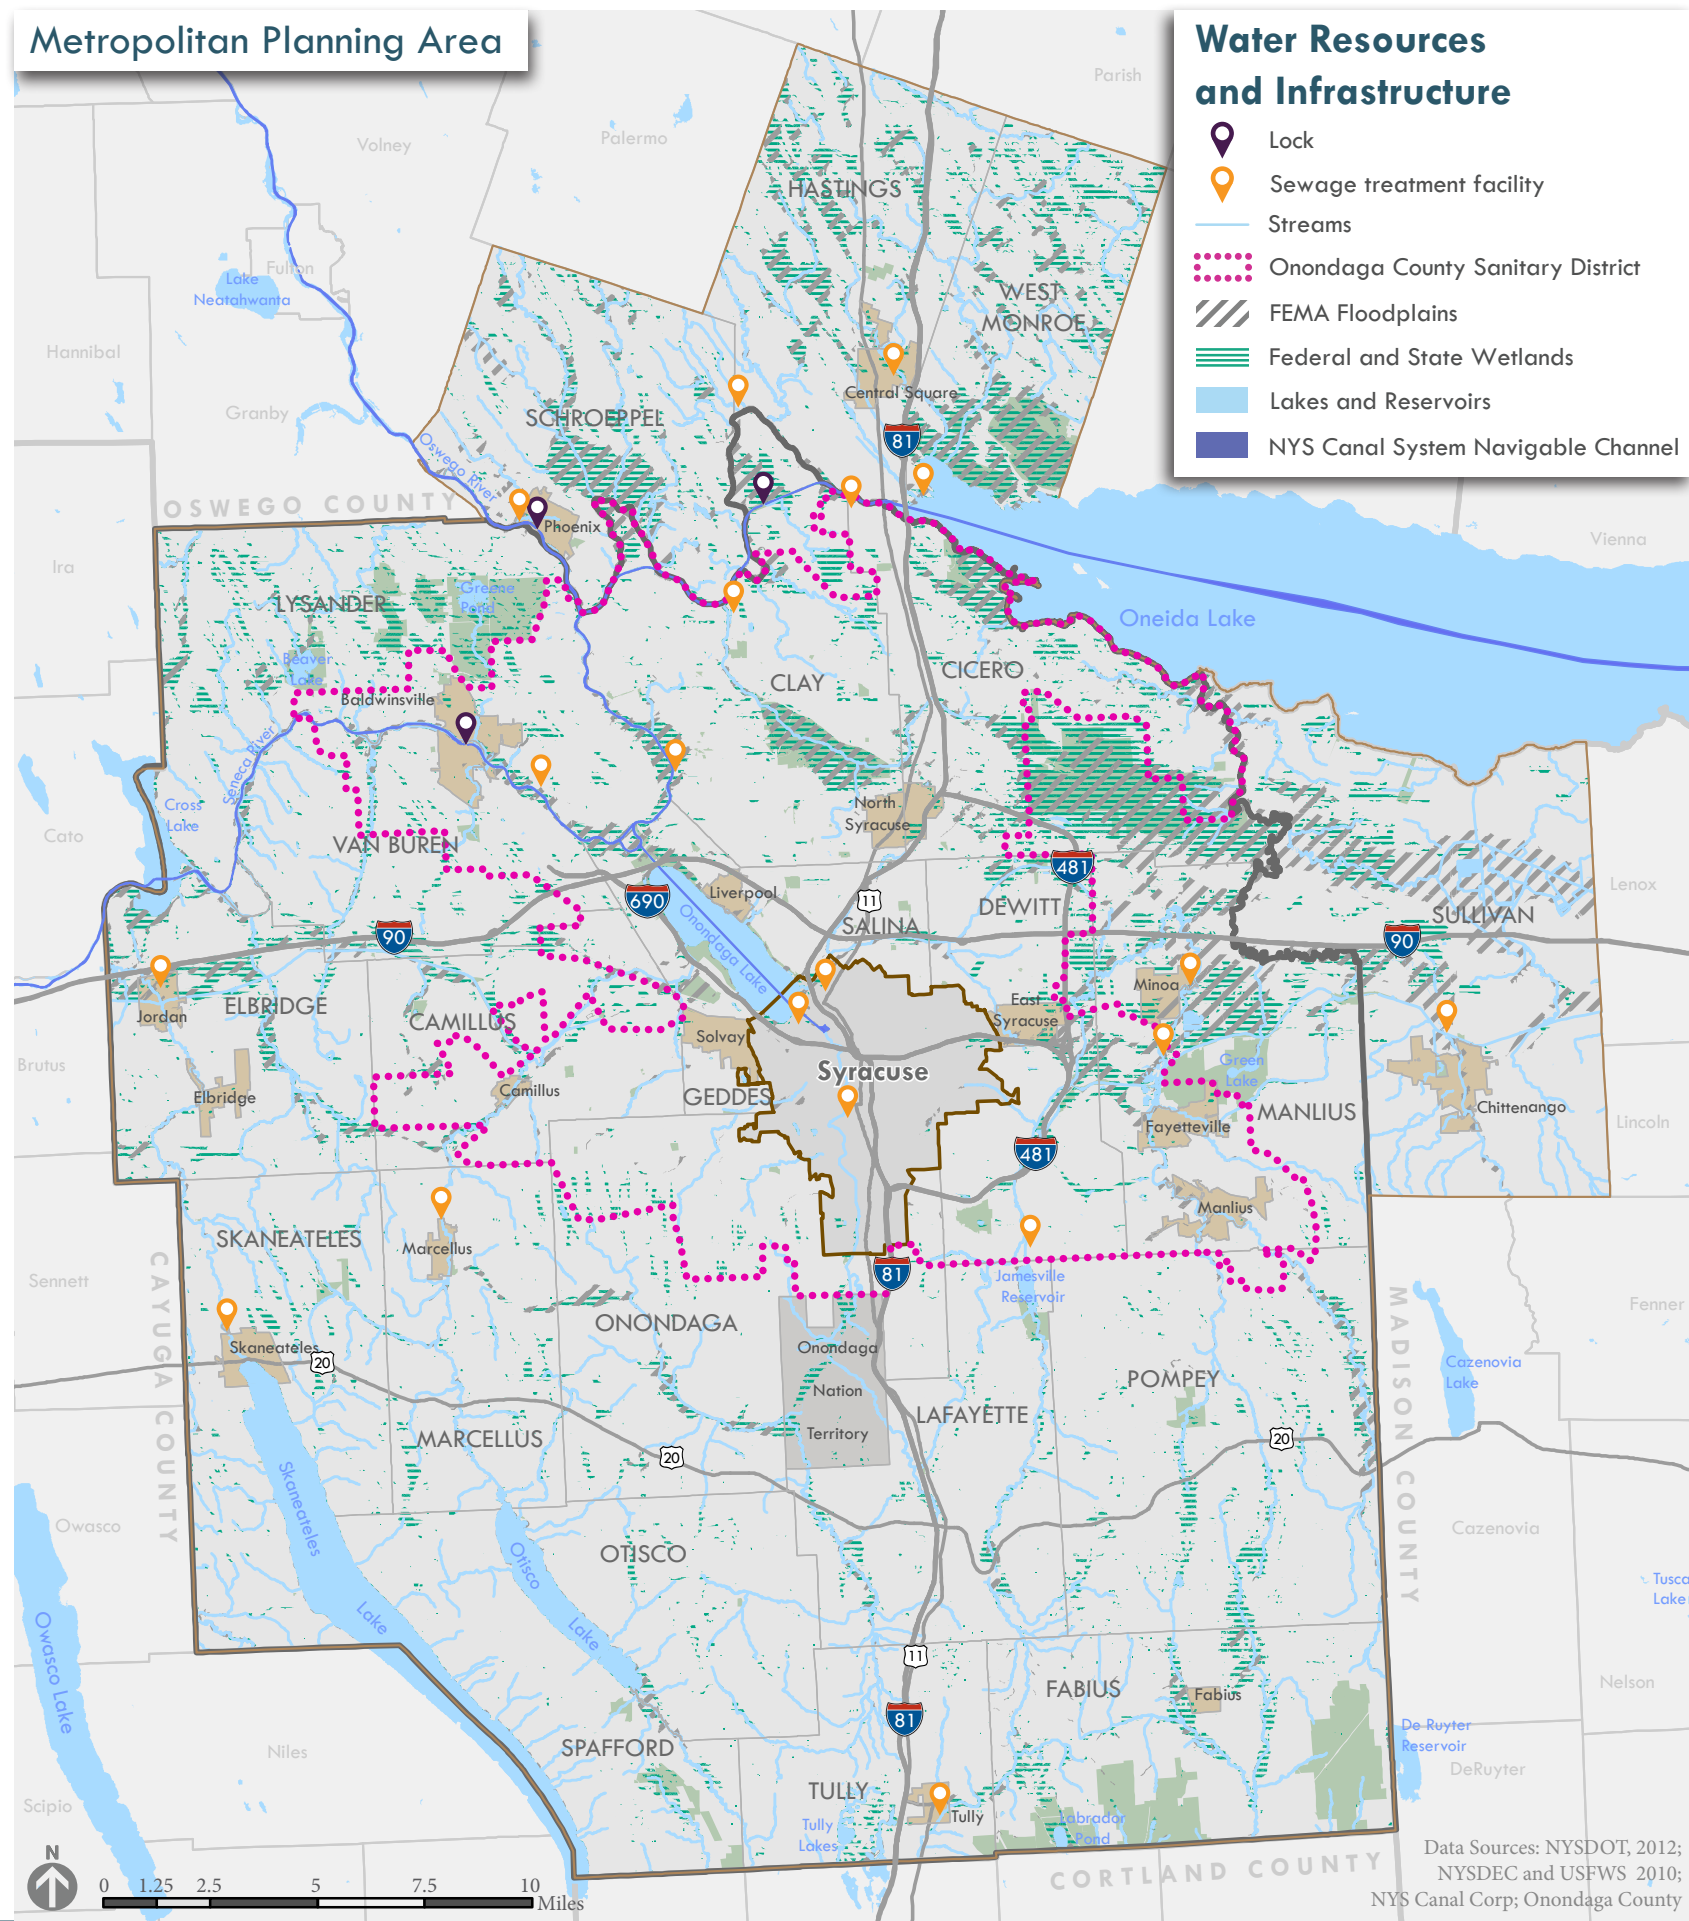 Metropolitan Planning Area
Water Resources
and Infrastructure
Lock
Sewage treatment facility
Streams
Onondaga County Sanitary District
FEMA Floodplains
Federal and State Wetlands
Lakes and Reservoirs
NYS Canal System Navigable Channel
Parish
Volney
Palermo
HASTINGS
Fulton
Lake
Neatahwanta
WEST
MONROE
Hannibal
Granby
Central Square
SCHROEPPEL
81
Oswego River
OSWEGO COUNTY
Phoenix
Vienna
Ira
LYSANDER
Greene
Pond
Oneida Lake
Beaver
Lake
CLAY
CICERO
Baldwinsville
Seneca River
Cross
Lake
North
Syracuse
Cato
VAN BUREN
481
Liverpool
690
11
Lenox
DEWITT
SULLIVAN
SALINA
90
90
Onondaga Lake
Minoa
Jordan
ELBRIDGE
CAMILLUS
East
Syracuse
Solvay
Brutus
Syracuse
Green
Lake
Elbridge
Camillus
GEDDES
MANLIUS
Chittenango
Fayetteville
Lincoln
481
Manlius
SKANEATELES
Marcellus
CAYUGA COUNTY
Sennett
81
Jamesville
Reservoir
MADISON COUNTY
Fenner
ONONDAGA
Skaneateles
20
Onondaga
Nation
Territory
Cazenovia
Lake
POMPEY
LAFAYETTE
MARCELLUS
20
20
Skaneateles
Lake
Owasco
Cazenovia
Otisco
Lake
OTISCO
Tusca
Lake
Owasco Lake
11
FABIUS
Fabius
Nelson
81
De Ruyter
Reservoir
Niles
SPAFFORD
DeRuyter
TULLY
Scipio
Tully
Tully
Lakes
Labrador
Pond
CORTLAND COUNTY
N
0 1.25 2.5 5 7.5 10
Miles
Data Sources: NYSDOT, 2012;
NYSDEC and USFWS 2010;
NYS Canal Corp; Onondaga County